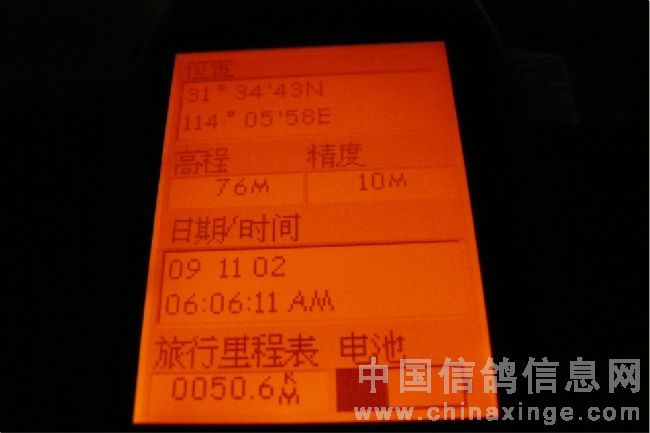 位置
31° 34'43N
114° 05'58E
高程 精度
76M 10M
日期/时间
09 11 02
06:06:11 AM
旅行里程表 电池
0050.6KM
中国信鸽信息网
www.chinaxinge.com